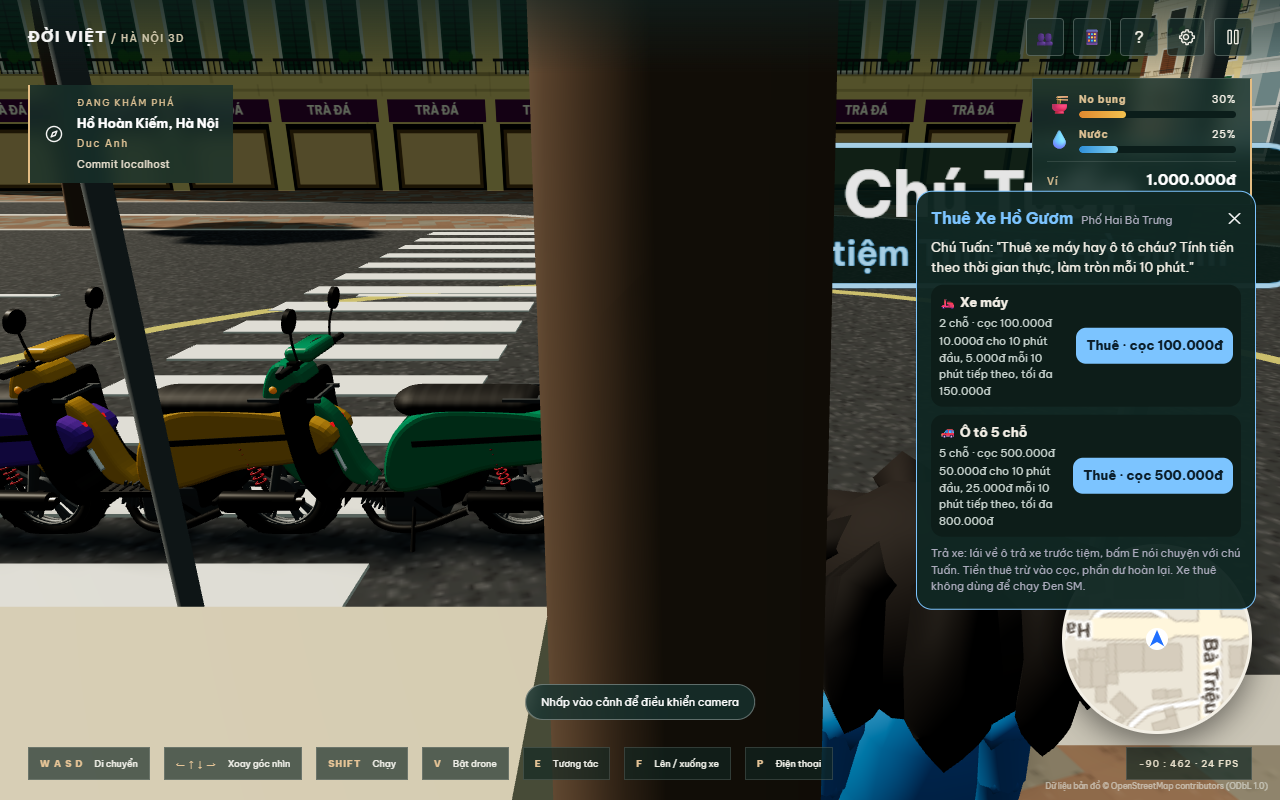 ĐỜI VIỆT / HÀ NỘI 3D
?
ĐANG KHÁM PHÁ
Hồ Hoàn Kiếm, Hà Nội
Duc Anh
Commit localhost
TRÀ ĐÁ
TRÀ ĐÁ
TRÀ ĐÁ
TRÀ ĐÁ
No bụng 30%
Nước 25%
Ví 1.000.000đ
Chú
tiệm
Thuê Xe Hồ Gươm Phố Hai Bà Trưng
Chú Tuấn: "Thuê xe máy hay ô tô cháu? Tính tiền
theo thời gian thực, làm tròn mỗi 10 phút."
Xe máy
2 chỗ · cọc 100.000đ
10.000đ cho 10 phút
đầu, 5.000đ mỗi 10
phút tiếp theo, tối đa
150.000đ
Thuê · cọc 100.000đ
Ô tô 5 chỗ
5 chỗ · cọc 500.000đ
50.000đ cho 10 phút
đầu, 25.000đ mỗi 10
phút tiếp theo, tối đa
800.000đ
Thuê · cọc 500.000đ
Trả xe: lái về ô trả xe trước tiệm, bấm E nói chuyện với chú
Tuấn. Tiền thuê trừ vào cọc, phần dư hoàn lại. Xe thuê
không dùng để chạy Đen SM.
Ha
Bà Triệu
Nhấp vào cảnh để điều khiển camera
W A S D Di chuyển
←↑↓→ Xoay góc nhìn
SHIFT Chạy
V Bật drone
E Tương tác
F Lên / xuống xe
P Điện thoại
-90 : 462 · 24 FPS
Dữ liệu bản đồ © OpenStreetMap contributors (ODbL 1.0)